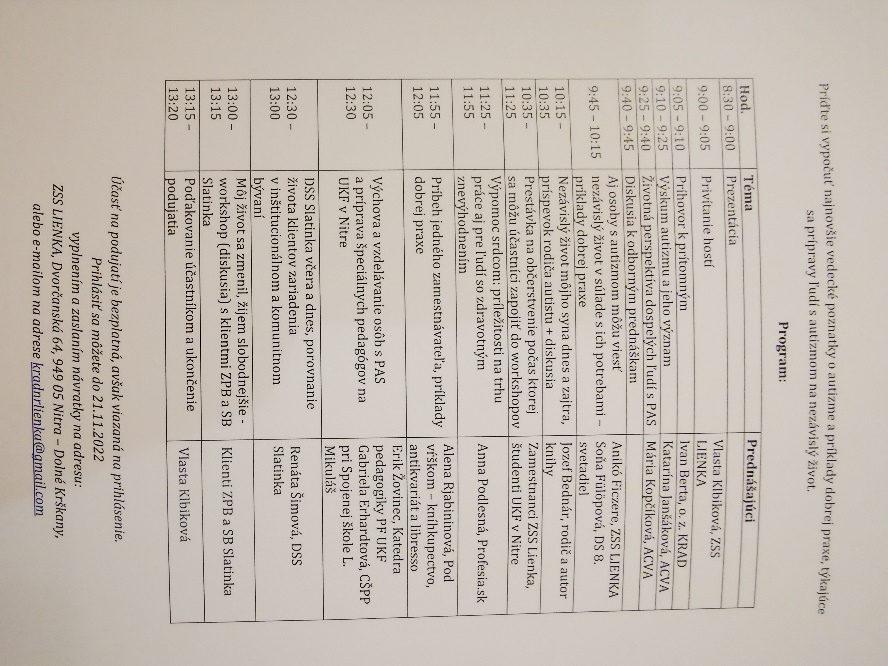 Príďte si vypočuť najnovšie vedecké poznatky o autizme a príklady dobrej praxe, týkajúce
sa prípravy ľudí s autizmom na nezávislý život.
Program:
Hod. Téma Prednášajúci
8:30 – 9:00 Prezentácia
9:00 – 9:05 Privítanie hostí Vlasta Klbiková, ZSS
LIENKA
9:05 – 9:10 Príhovor k prítomným Ivan Berta, o. z. KRAD
9:10 – 9:25 Výskum autizmu a jeho význam Katarína Janšáková, ACVA
9:25 – 9:40 Životná perspektíva dospelých ľudí s PAS Mária Kopčíková, ACVA
9:40 – 9:45 Diskusia k odborným prednáškam
9:45 – 10:15 Aj osoby s autizmom môžu viesť Anikó Ficzere, ZSS LIENKA
nezávislý život v súlade s ich potrebami – Soňa Fülöpová, DS 8.
príklady dobrej praxe svetadiel
10:15 – Nezávislý život môjho syna dnes a zajtra, Jozef Bednár, rodič a autor
10:35 príspevok rodiča autistu + diskusia knihy
10:35 – Prestávka na občerstvenie počas ktorej Zamestnanci ZSS Lienka,
11:25 sa môžu účastníci zapojiť do workshopov študenti UKF v Nitre
11:25 – Výpomoc srdcom: príležitosti na trhu Anna Podlesná, Profesia.sk
11:55 práce aj pre ľudí so zdravotným
znevýhodnením
11:55 – Príbeh jedného zamestnávateľa, príklady Alena Rjabininová, Pod
12:05 dobrej praxe vŕškom – kníhkupectvo,
antikvariát a libresso
12:05 – Výchova a vzdelávanie osôb s PAS Erik Žovinec, Katedra
12:30 a príprava špeciálnych pedagógov na pedagogiky PF UKF
UKF v Nitre Gabriela Erhardtová, CŠPP
pri Spojenej škole L.
Mikuláš
12:30 – DSS Slatinka včera a dnes, porovnanie Renáta Šimová, DSS
13:00 života klientov zariadenia Slatinka
v inštitucionálnom a komunitnom
bývaní
13:00 – Môj život sa zmenil, žijem slobodnejšie - Klienti ZPB a SB Slatinka
13:15 workshop (diskusia) s klientmi ZPB a SB
Slatinka
13:15 – Poďakovanie účastníkom a ukončenie Vlasta Klbiková
13:20 podujatia
Účasť na podujatí je bezplatná, avšak viazaná na prihlásenie.
Prihlásiť sa môžete do 21.11.2022
vyplnením a zaslaním návratky na adresu:
ZSS LIENKA, Dvorčanská 64, 949 05 Nitra – Dolné Krškany,
alebo e-mailom na adrese kradnrlienka@gmail.com